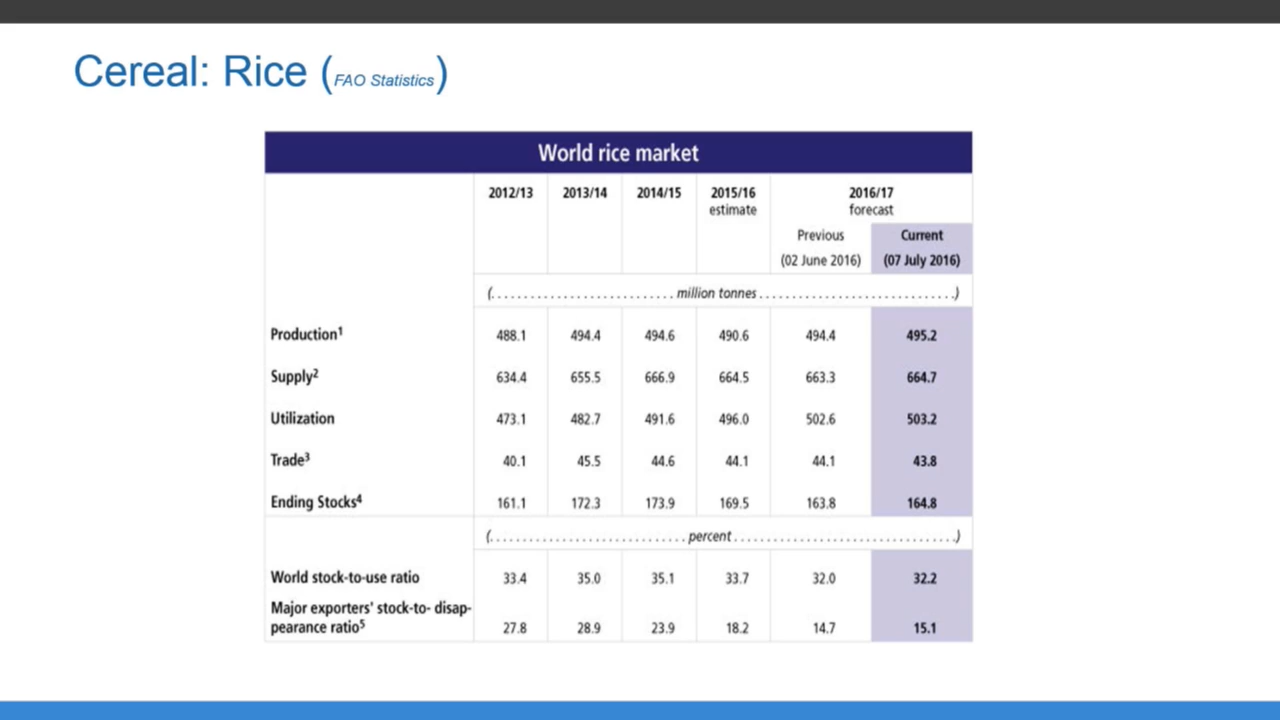 Cereal: Rice (FAO Statistics)
World rice market
2012/13 2013/14 2014/15 2015/16 2016/17
estimate forecast
Previous Current
(02 June 2016) (07 July 2016)
(........................... million tonnes..............................)
Production¹ 488.1 494.4 494.6 490.6 494.4 495.2
Supply² 634.4 655.5 666.9 664.5 663.3 664.7
Utilization 473.1 482.7 491.6 496.0 502.6 503.2
Trade³ 40.1 45.5 44.6 44.1 44.1 43.8
Ending Stocks⁴ 161.1 172.3 173.9 169.5 163.8 164.8
(.............................percent..................................)
World stock-to-use ratio 33.4 35.0 35.1 33.7 32.0 32.2
Major exporters' stock-to- disap-
pearance ratio⁵ 27.8 28.9 23.9 18.2 14.7 15.1